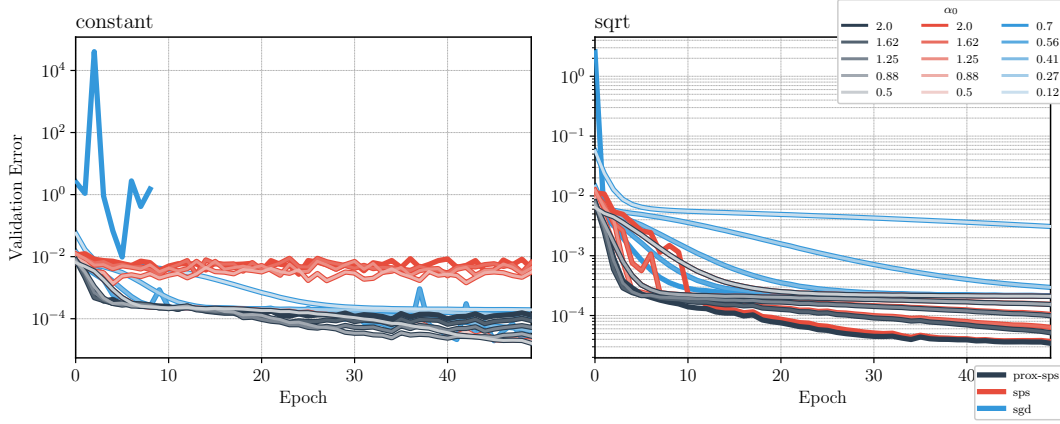 constant
sqrt
α₀
2.0 2.0 0.7
1.62 1.62 0.56
1.25 1.25 0.41
0.88 0.88 0.27
0.5 0.5 0.12
Validation Error
10⁴
10²
10⁰
10⁻²
10⁻⁴
0 10 20 30 40
Epoch
10⁰
10⁻¹
10⁻²
10⁻³
10⁻⁴
0 10 20 30 40
Epoch
prox-sps
sps
sgd